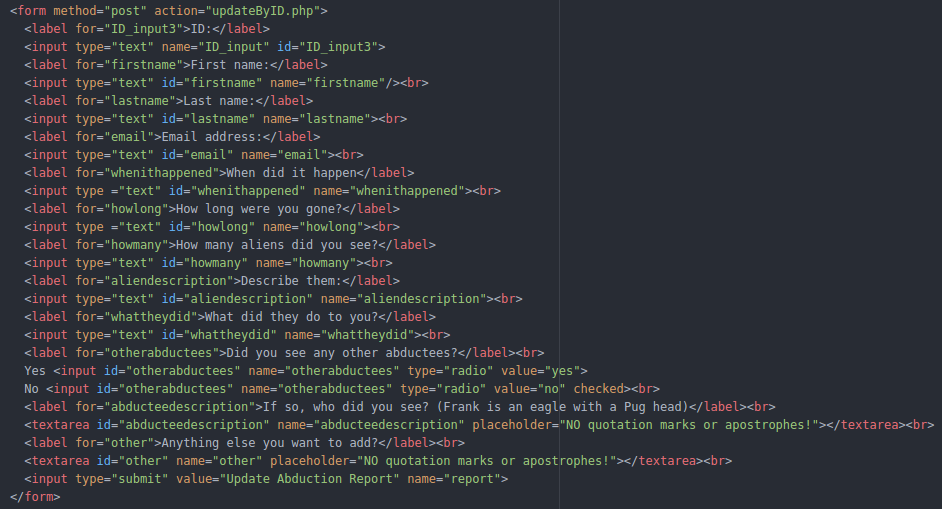 <form method="post" action="updateByID.php">
<label for="ID_input3">ID:</label>
<input type="text" name="ID_input" id="ID_input3">
<label for="firstname">First name:</label>
<input type="text" id="firstname" name="firstname"/><br>
<label for="lastname">Last name:</label>
<input type="text" id="lastname" name="lastname"><br>
<label for="email">Email address:</label>
<input type="text" id="email" name="email"><br>
<label for="whenithappened">When did it happen</label>
<input type ="text" id="whenithappened" name="whenithappened"><br>
<label for="howlong">How long were you gone?</label>
<input type ="text" id="howlong" name="howlong"><br>
<label for="howmany">How many aliens did you see?</label>
<input type="text" id="howmany" name="howmany"><br>
<label for="aliendescription">Describe them:</label>
<input type="text" id="aliendescription" name="aliendescription"><br>
<label for="whattheydid">What did they do to you?</label>
<input type="text" id="whattheydid" name="whattheydid"><br>
<label for="otherabductees">Did you see any other abductees?</label><br>
Yes <input id="otherabductees" name="otherabductees" type="radio" value="yes">
No <input id="otherabductees" name="otherabductees" type="radio" value="no" checked><br>
<label for="abducteedescription">If so, who did you see? (Frank is an eagle with a Pug head)</label><br>
<textarea id="abducteedescription" name="abducteedescription" placeholder="NO quotation marks or apostrophes!"></textarea><br>
<label for="other">Anything else you want to add?</label><br>
<textarea id="other" name="other" placeholder="NO quotation marks or apostrophes!"></textarea><br>
<input type="submit" value="Update Abduction Report" name="report">
</form>